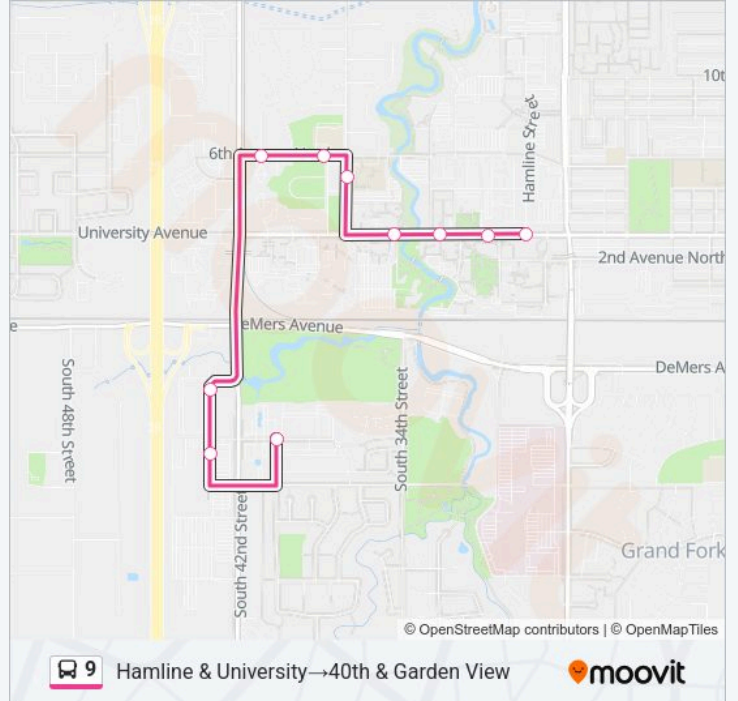 10t
Hamline Street
6th
University Avenue
2nd Avenue North
e
DeMers Avenue
DeMers A
South 48th Street
South 34th Street
South 42nd Street
Grand Fork
© OpenStreetMap contributors | © OpenMapTiles
9 Hamline & University→40th & Garden View
moovit